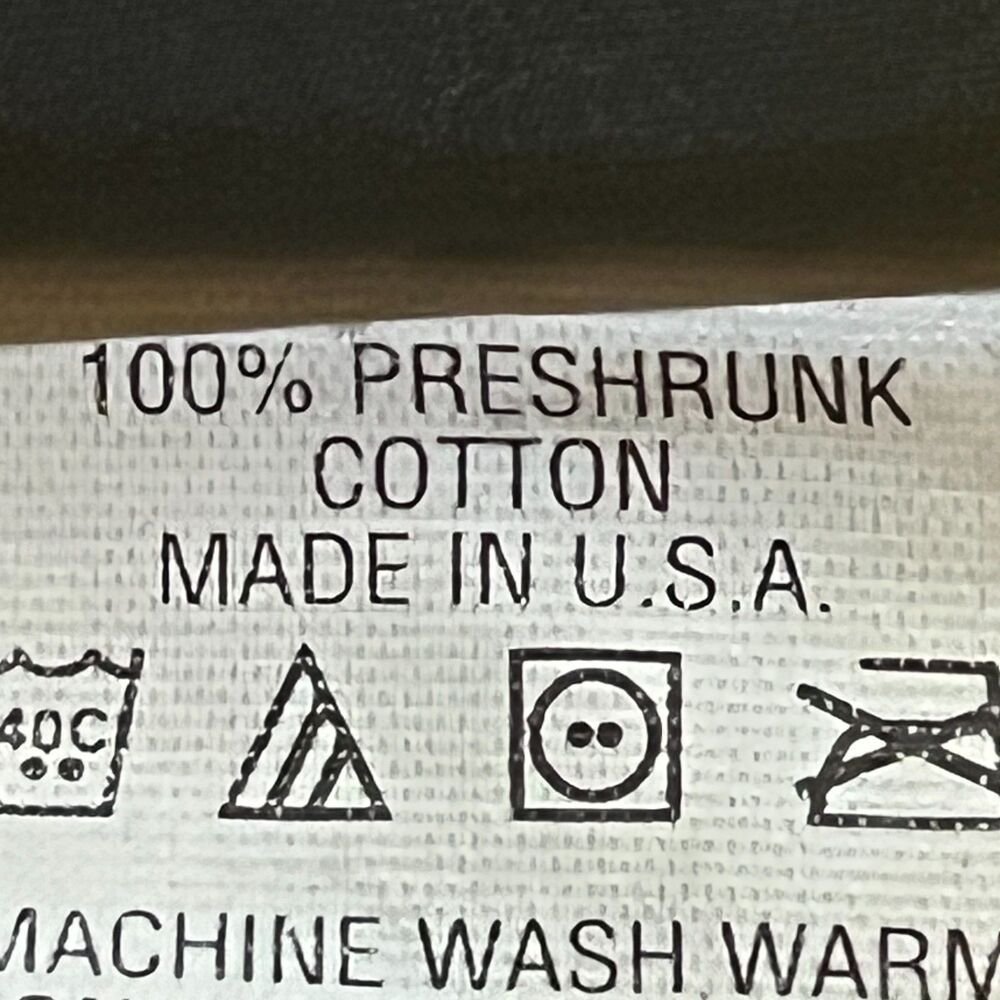 100% PRESHRUNK
COTTON
MADE IN U.S.A.
40C
MACHINE WASH WARM